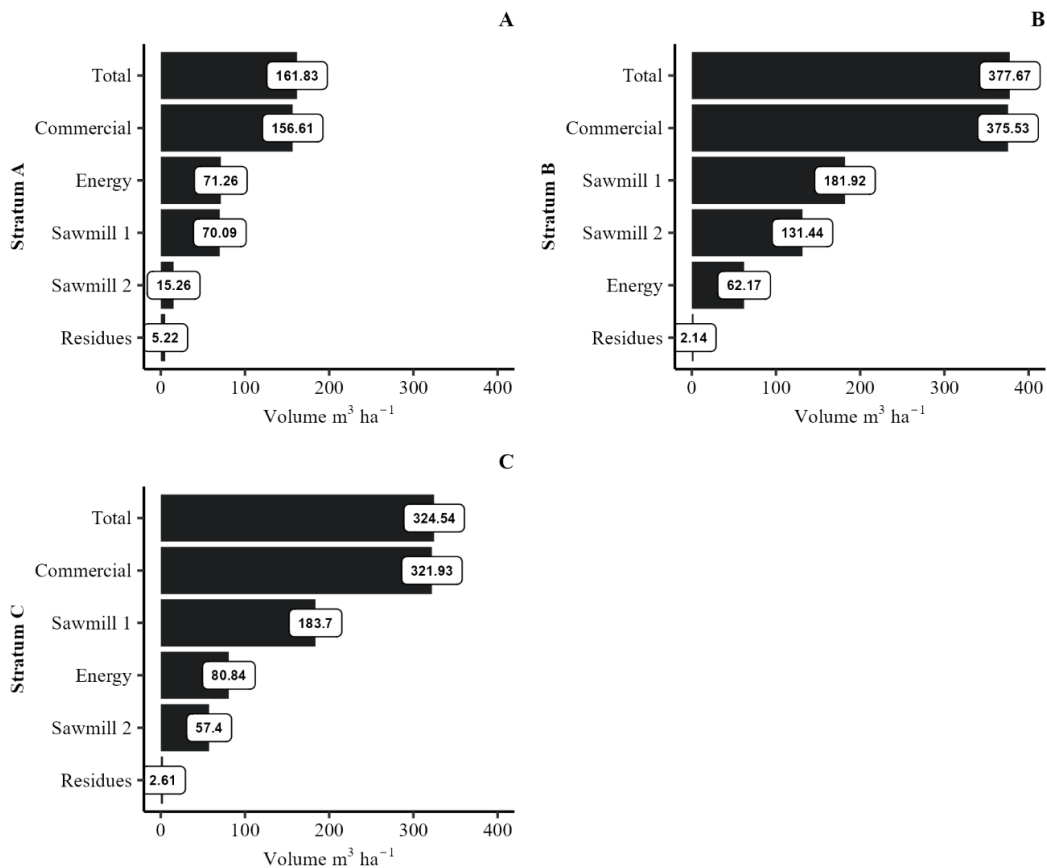 A
Stratum A
Total 161.83
Commercial 156.61
Energy 71.26
Sawmill 1 70.09
Sawmill 2 15.26
Residues 5.22
0 100 200 300 400
Volume m³ ha⁻¹
B
Stratum B
Total 377.67
Commercial 375.53
Sawmill 1 181.92
Sawmill 2 131.44
Energy 62.17
Residues 2.14
0 100 200 300 400
Volume m³ ha⁻¹
C
Stratum C
Total 324.54
Commercial 321.93
Sawmill 1 183.7
Energy 80.84
Sawmill 2 57.4
Residues 2.61
0 100 200 300 400
Volume m³ ha⁻¹